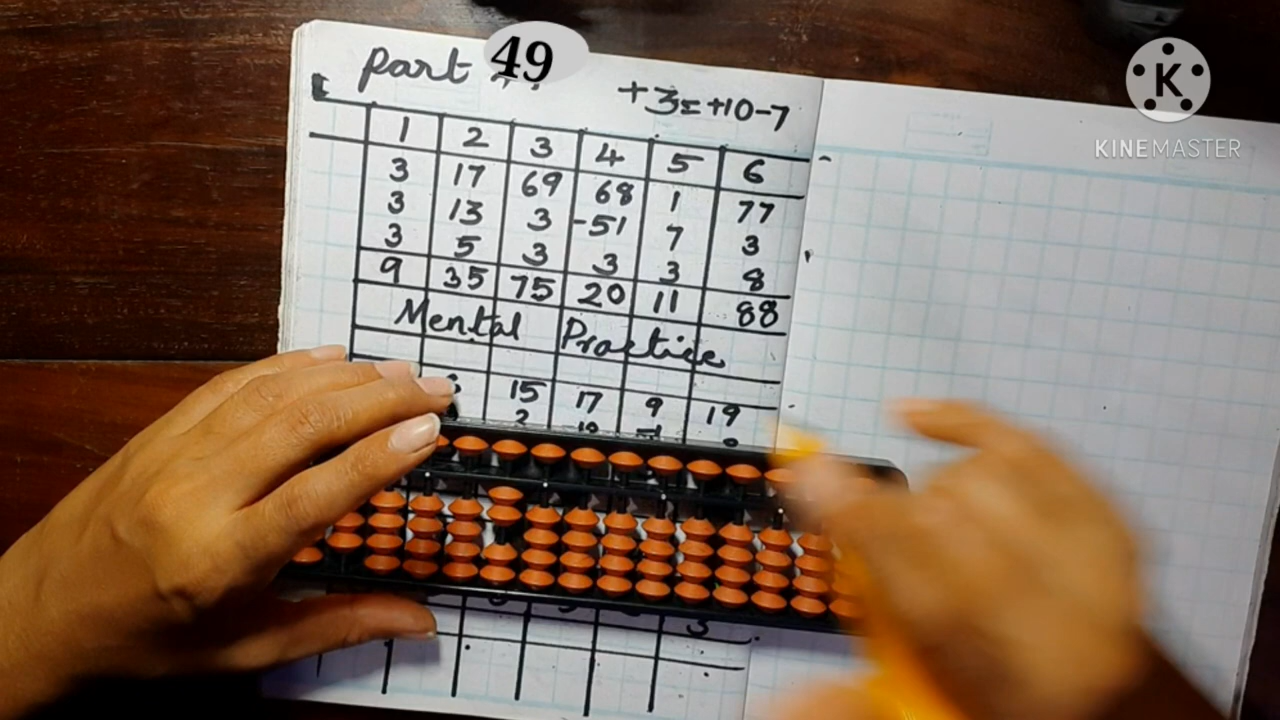 Part 49
+3=+10-7
K
KINEMASTER
1 2 3 4 5 6
3 17 69 68 1 77
3 13 3 -51 7 3
3 5 3 3 3 8
9 35 75 20 11 88
Mental Practice
15 17 9 19
2
3